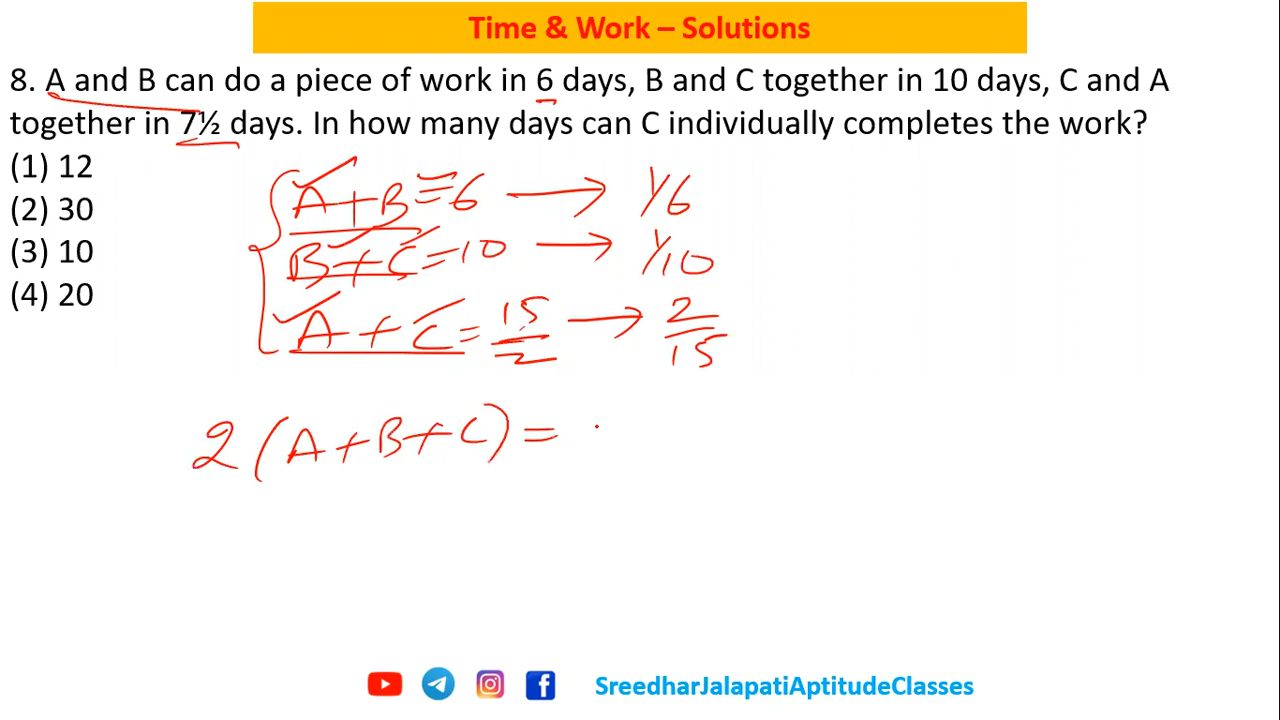 Time & Work – Solutions
8. A and B can do a piece of work in 6 days, B and C together in 10 days, C and A
together in 7½ days. In how many days can C individually completes the work?
(1) 12
(2) 30
(3) 10
(4) 20
A+B=6 → 1/6
B+C=10 → 1/10
A+C=15/2 → 2/15
2(A+B+C)=
SreedharJalapatiAptitudeClasses